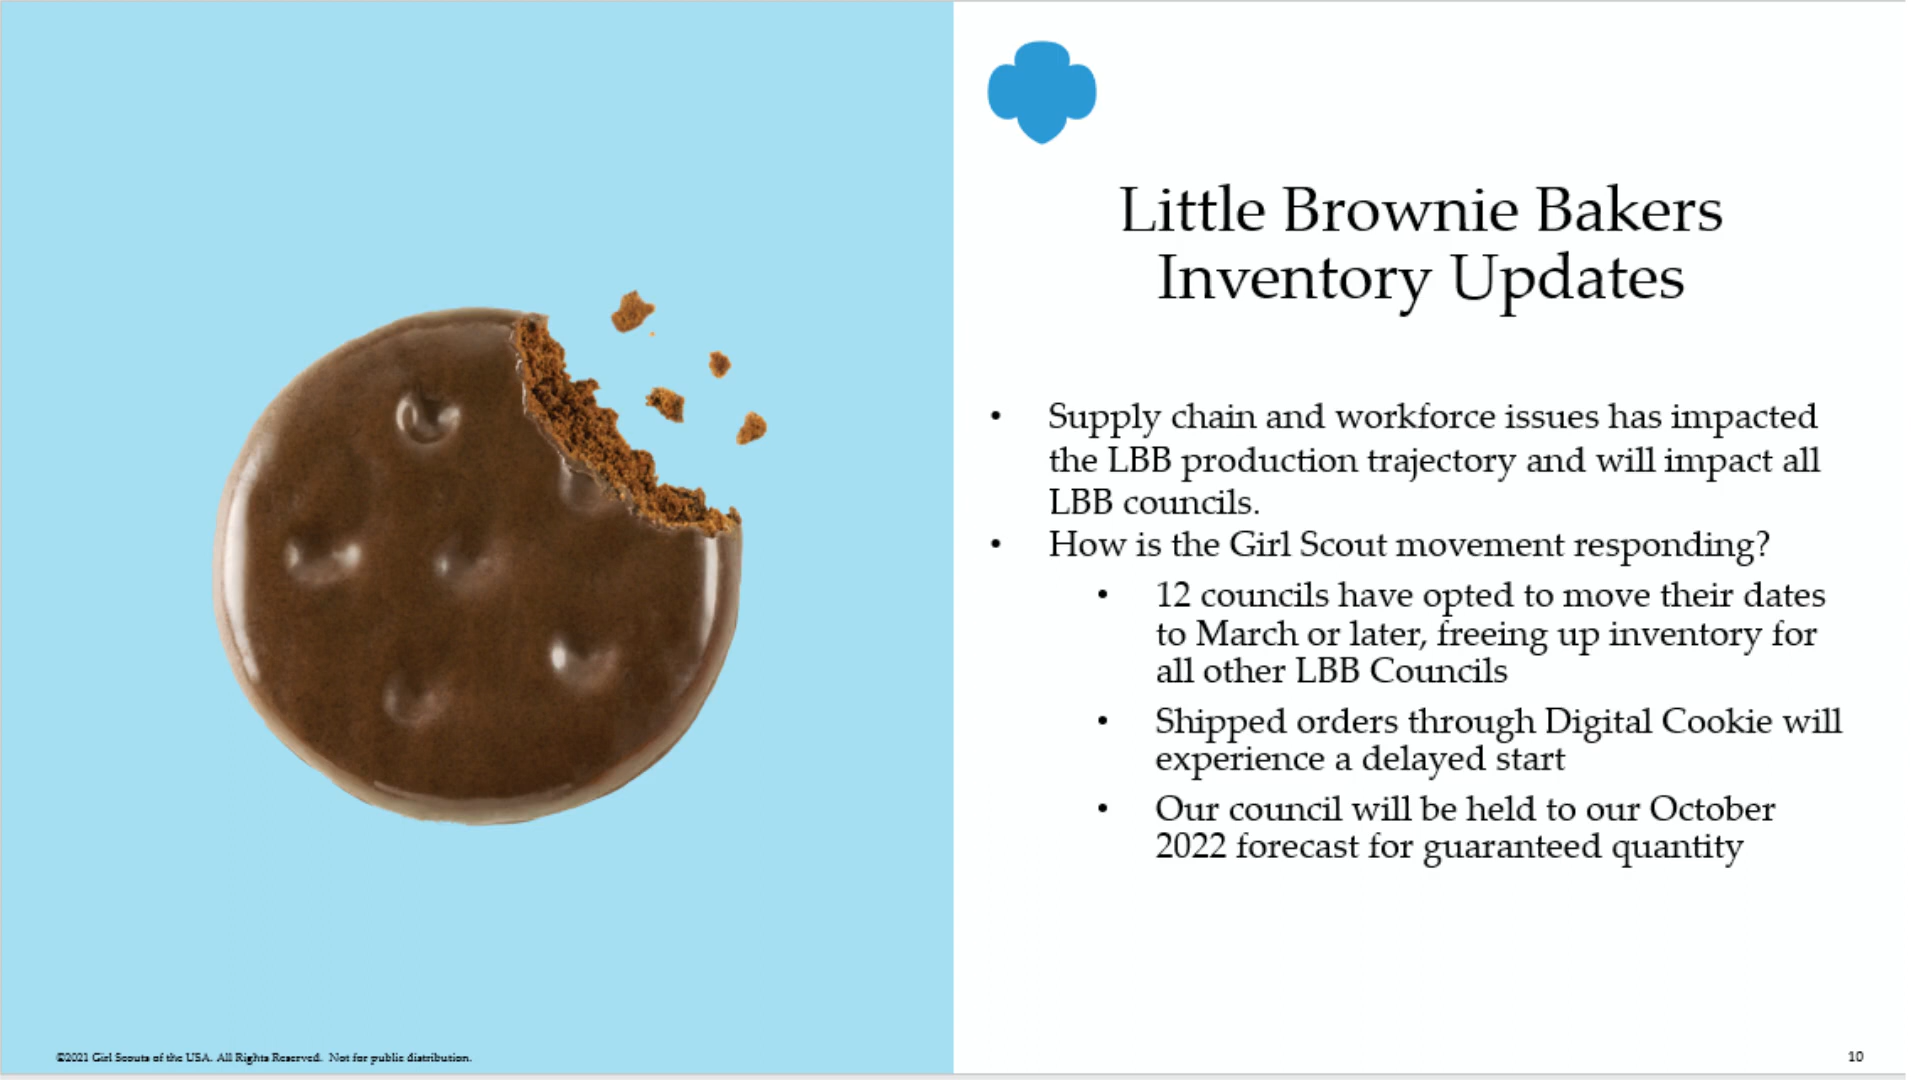 Little Brownie Bakers
Inventory Updates
• Supply chain and workforce issues has impacted
the LBB production trajectory and will impact all
LBB councils.
• How is the Girl Scout movement responding?
• 12 councils have opted to move their dates
to March or later, freeing up inventory for
all other LBB Councils
• Shipped orders through Digital Cookie will
experience a delayed start
• Our council will be held to our October
2022 forecast for guaranteed quantity
©2021 Girl Scouts of the USA. All Rights Reserved. Not for public distribution.
10